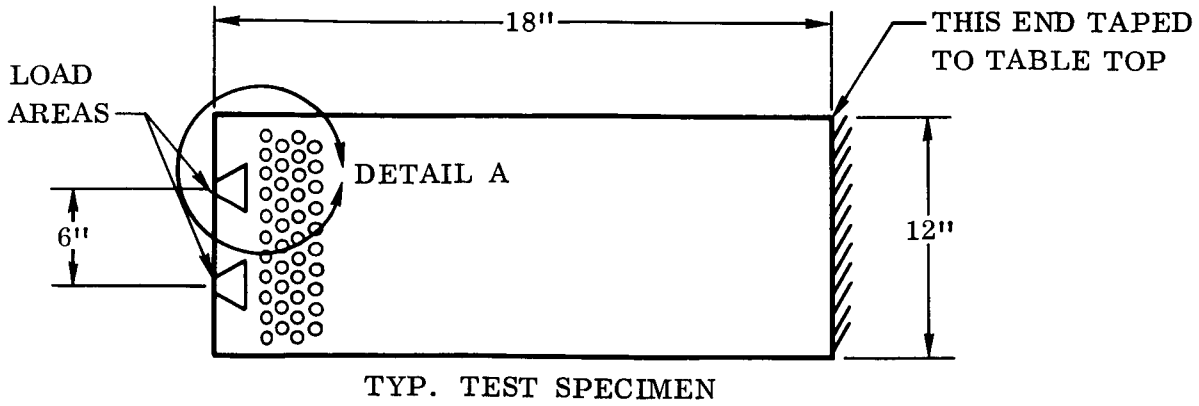 18"
THIS END TAPED
TO TABLE TOP
LOAD
AREAS
DETAIL A
6"
12"
TYP. TEST SPECIMEN